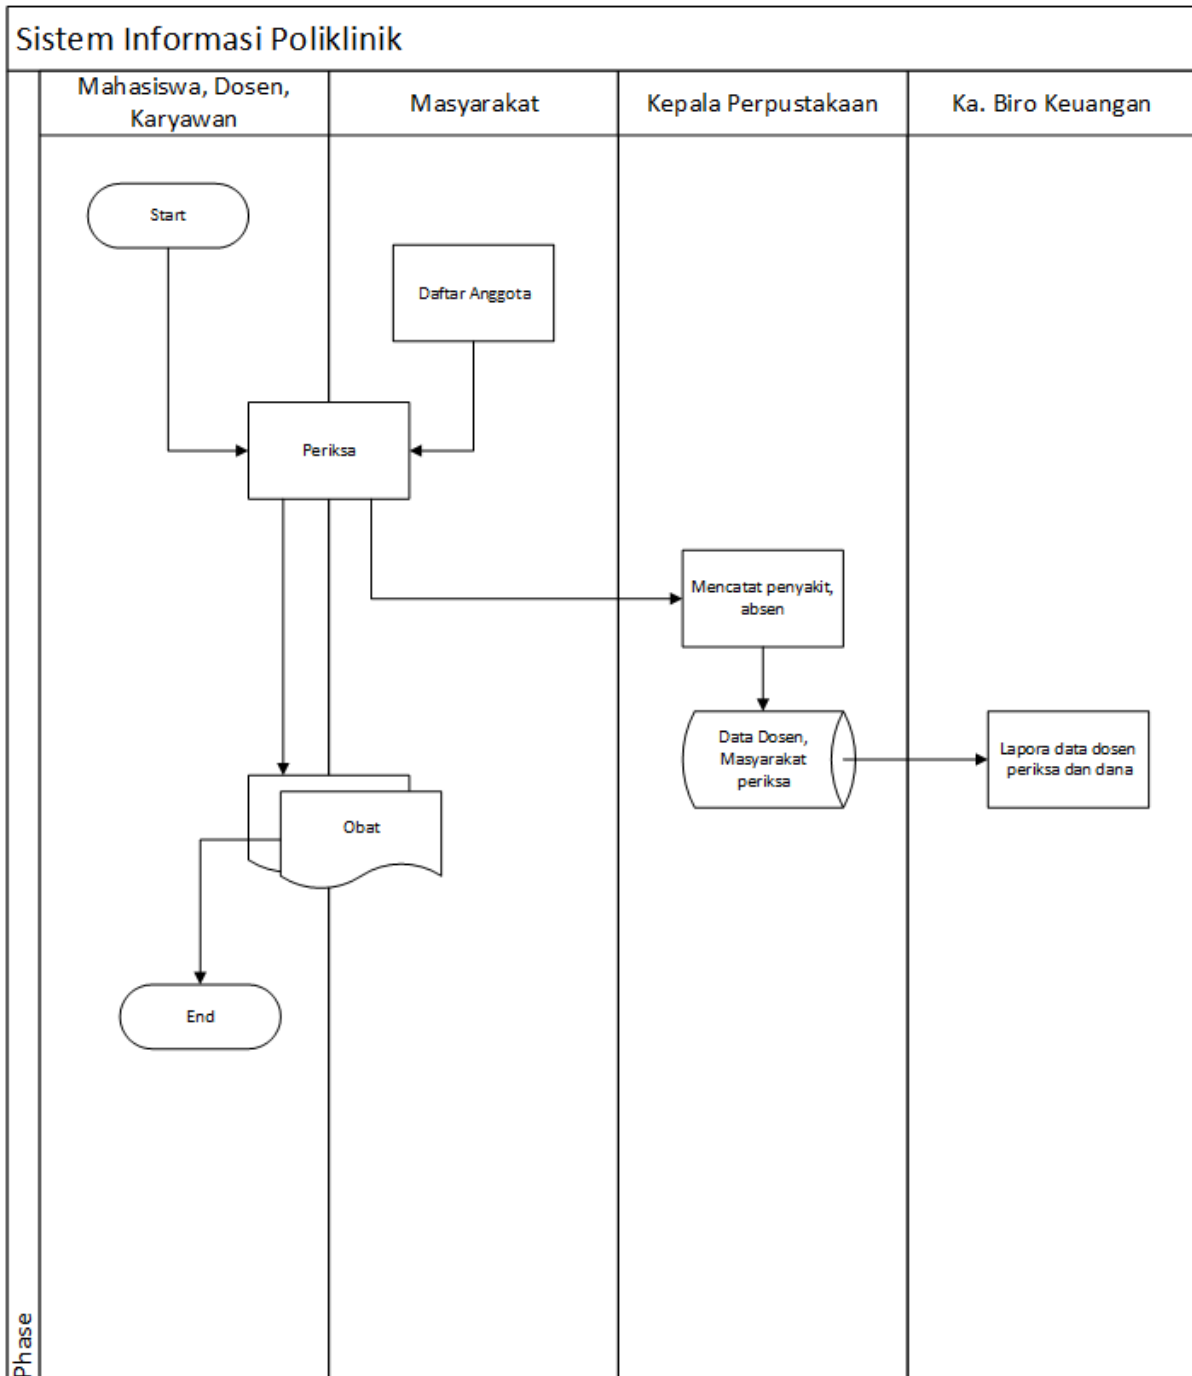 Sistem Informasi Poliklinik
Mahasiswa, Dosen,
Karyawan
Masyarakat
Kepala Perpustakaan
Ka. Biro Keuangan
Start
Daftar Anggota
Periksa
Mencatat penyakit,
absen
Data Dosen,
Masyarakat
periksa
Lapora data dosen
periksa dan dana
Obat
End
Phase